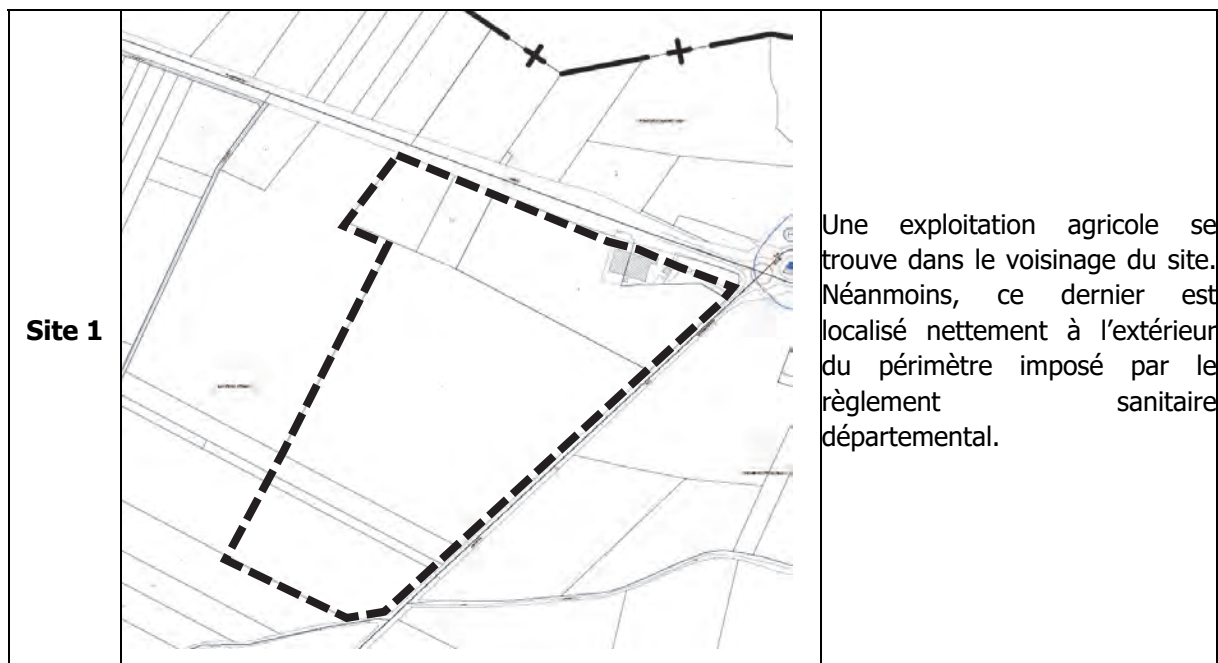 Site 1
Une exploitation agricole se
trouve dans le voisinage du site.
Néanmoins, ce dernier est
localisé nettement à l’extérieur
du périmètre imposé par le
règlement sanitaire
départemental.